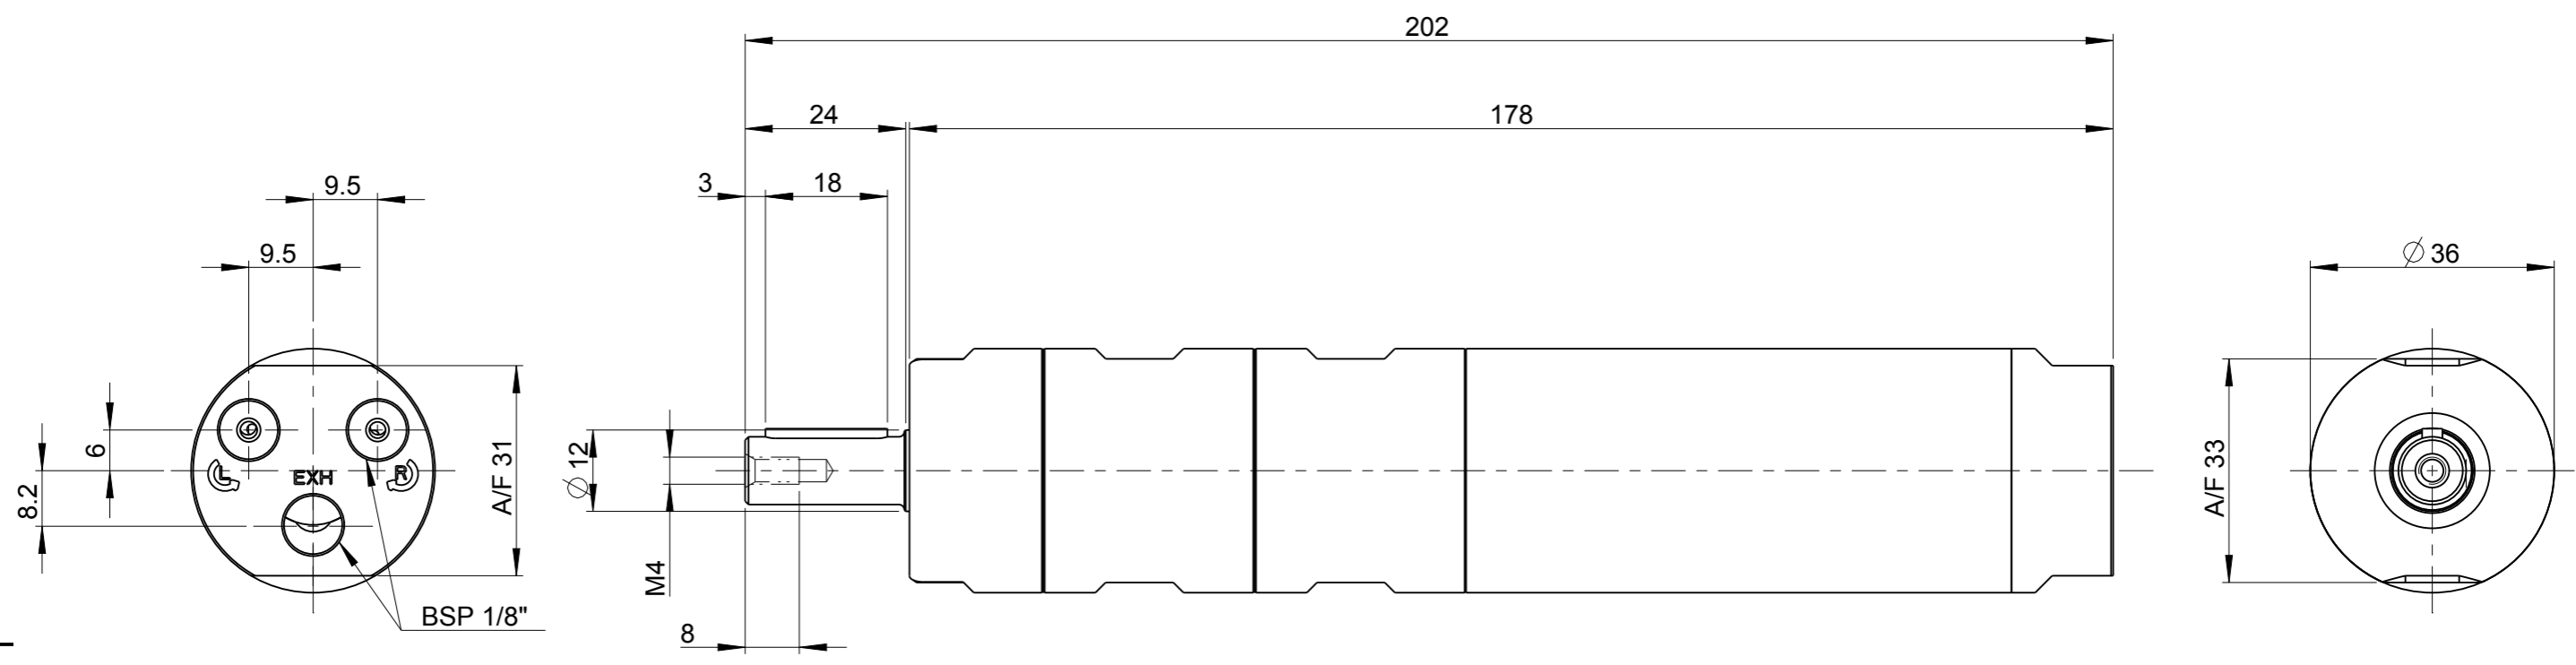 202
24
178
3
18
9.5
9.5
⌀ 36
6
8.2
L
EXH
R
A/F 31
⌀ 12
A/F 33
M4
BSP 1/8"
8